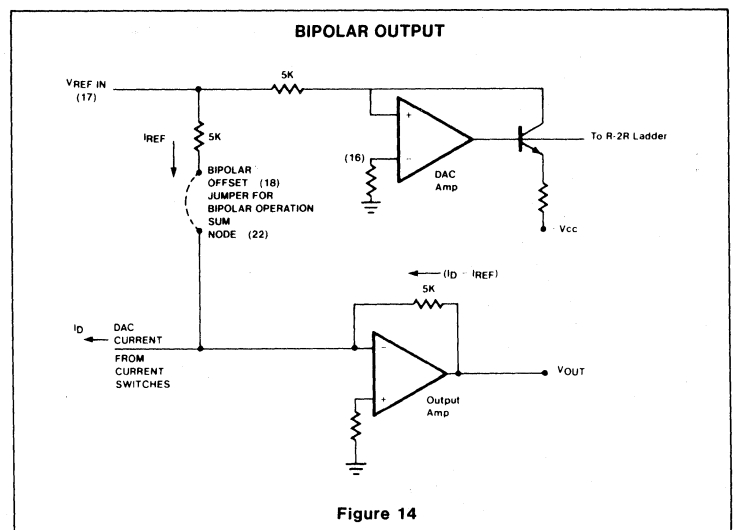 BIPOLAR OUTPUT
5K
VREF IN
(17)
IREF
5K
+
−
(16)
DAC
Amp
To R-2R Ladder
BIPOLAR
OFFSET (18)
JUMPER FOR
BIPOLAR OPERATION
SUM
NODE (22)
Vcc
(ID - IREF)
5K
ID
DAC
CURRENT
FROM
CURRENT
SWITCHES
−
+
Output
Amp
VOUT
Figure 14